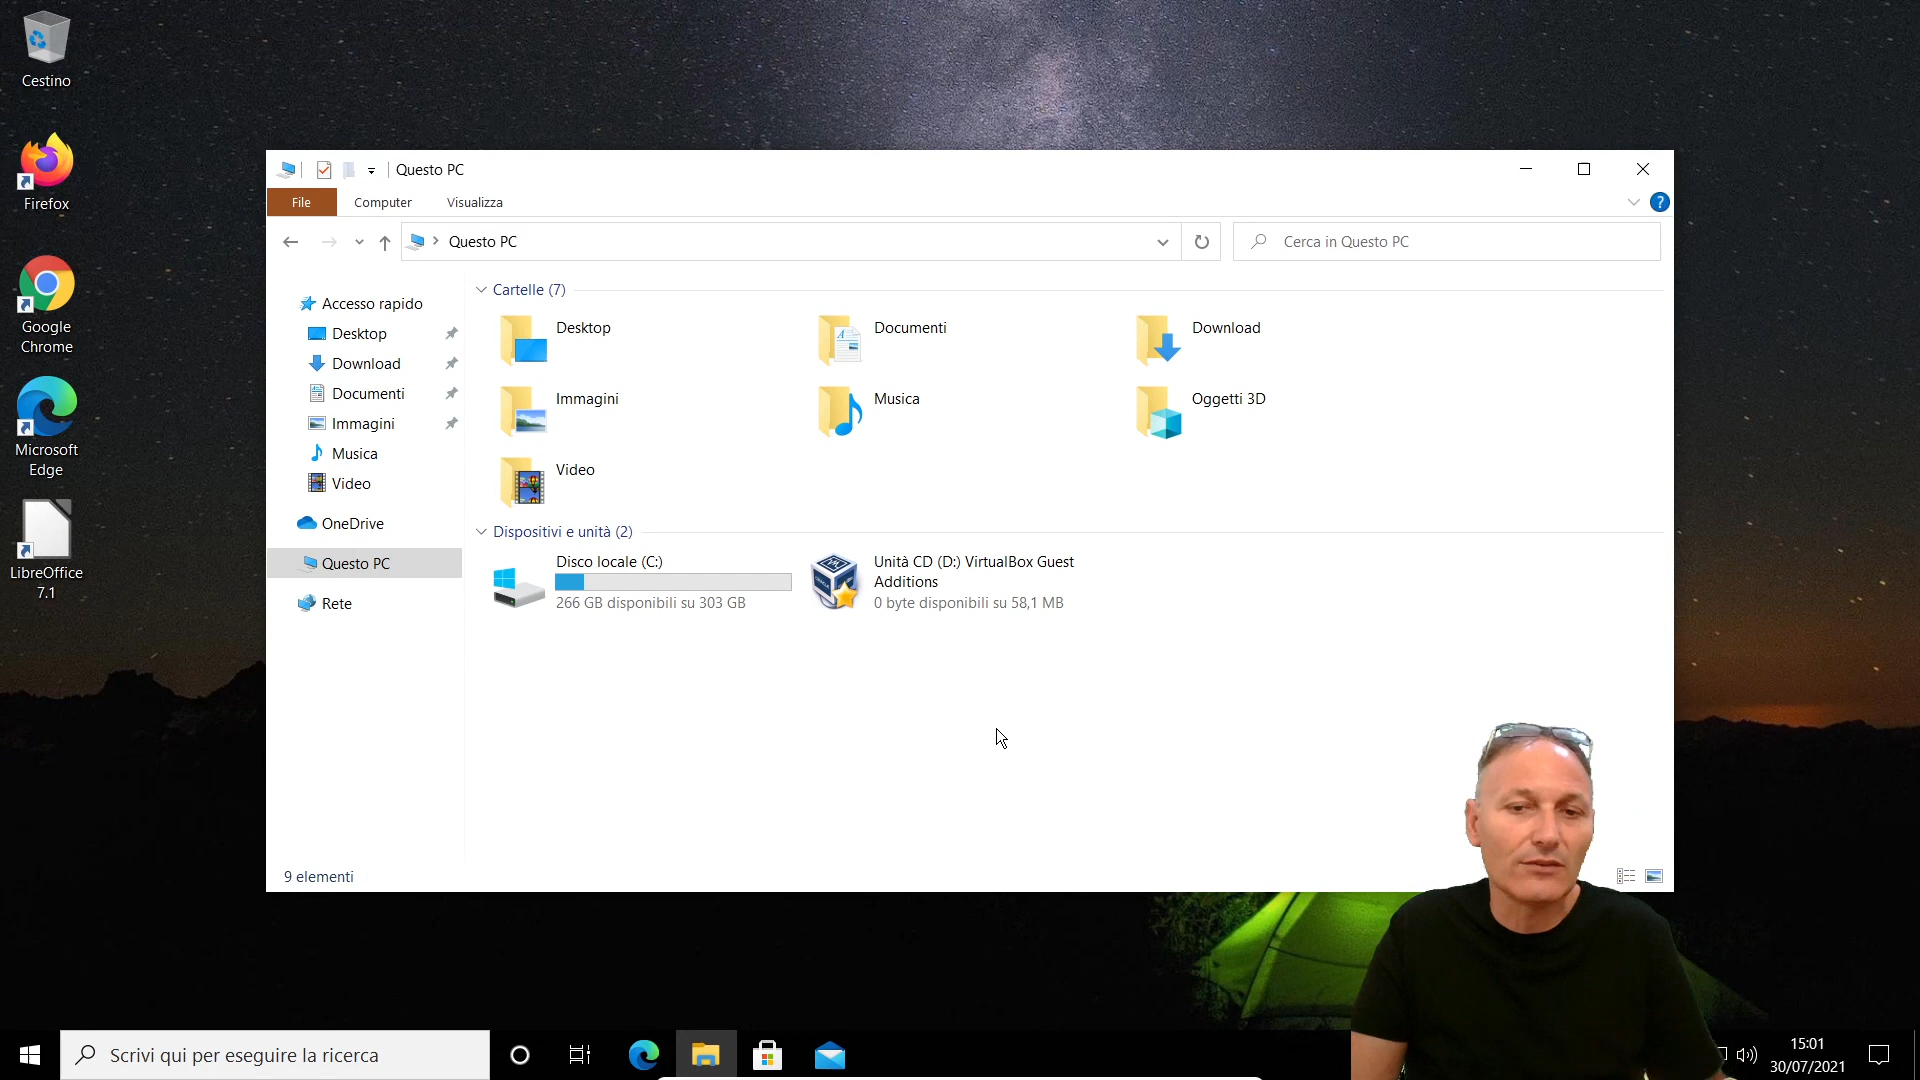 Cestino
Firefox
Google
Chrome
Microsoft
Edge
LibreOffice
7.1
Questo PC
File
Computer
Visualizza
?
Questo PC
Cerca in Questo PC
Accesso rapido
Desktop
Download
Documenti
Immagini
Musica
Video
OneDrive
Questo PC
Rete
Cartelle (7)
Desktop
Documenti
Download
Immagini
Musica
Oggetti 3D
Video
Dispositivi e unità (2)
Disco locale (C:)
266 GB disponibili su 303 GB
Unità CD (D:) VirtualBox Guest
Additions
0 byte disponibili su 58,1 MB
9 elementi
Scrivi qui per eseguire la ricerca
15:01
30/07/2021